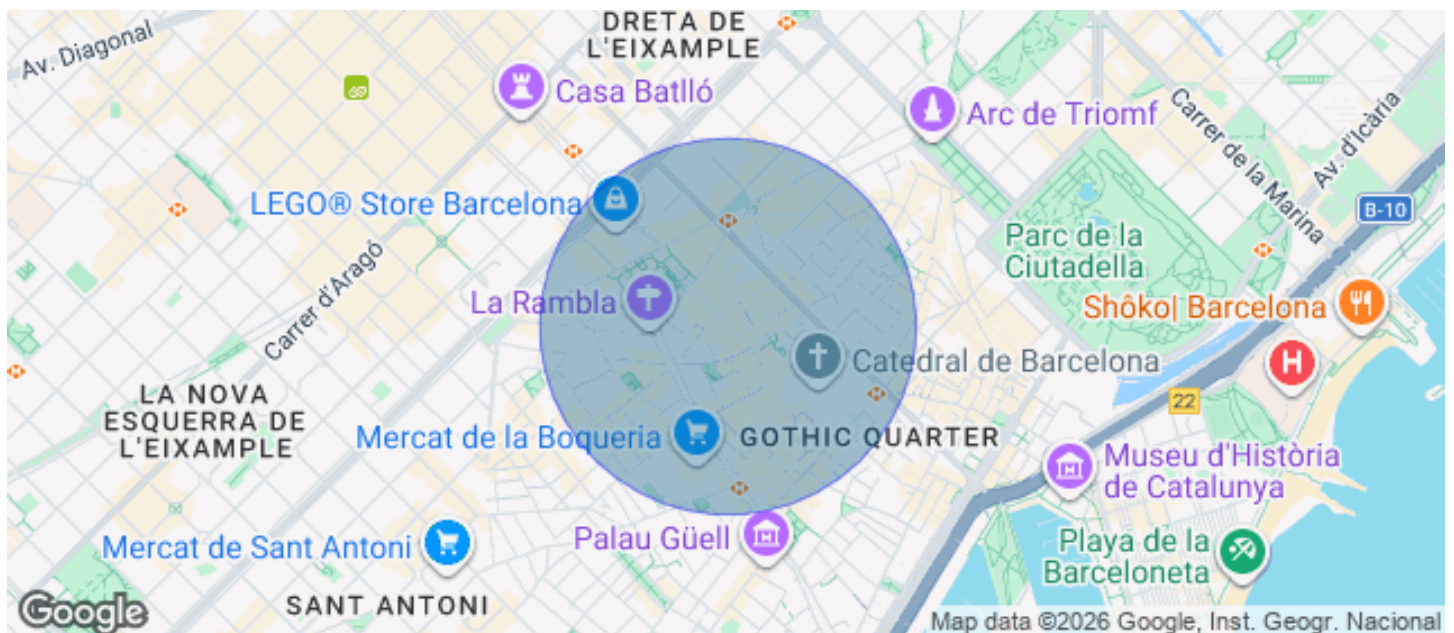 DRETA DE
L'EIXAMPLE
Av. Diagonal
Casa Batlló
Arc de Triomf
Carrer de la Marina
Av. d'Icària
LEGO® Store Barcelona
B-10
Parc de la
Ciutadella
Carrer d'Aragó
La Rambla
Shôko| Barcelona
Catedral de Barcelona
H
LA NOVA
ESQUERRA DE
L'EIXAMPLE
22
Mercat de la Boqueria
GOTHIC QUARTER
Museu d'Història
de Catalunya
Palau Güell
Mercat de Sant Antoni
Playa de la
Barceloneta
SANT ANTONI
Google
Map data ©2026 Google, Inst. Geogr. Nacional